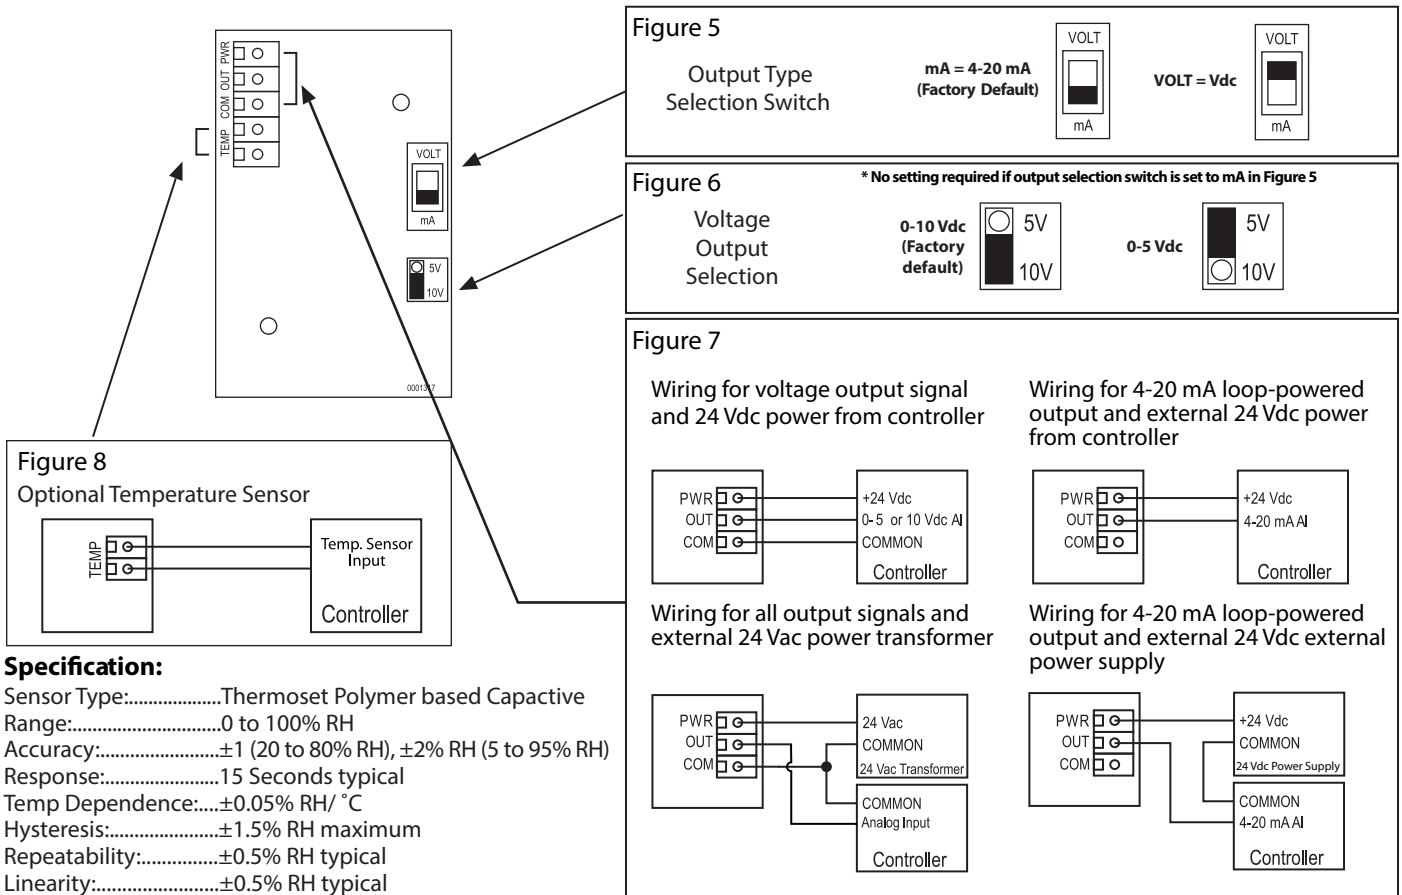 PWR
OUT
COM
TEMP
VOLT
mA
5V
10V
Figure 5
Output Type
Selection Switch
mA = 4-20 mA
(Factory Default)
VOLT
mA
VOLT = Vdc
VOLT
mA
Figure 6
* No setting required if output selection switch is set to mA in Figure 5
Voltage
Output
Selection
0-10 Vdc
(Factory
default)
5V
10V
0-5 Vdc
5V
10V
Figure 7
Wiring for voltage output signal
and 24 Vdc power from controller
PWR
OUT
COM
+24 Vdc
0- 5 or 10 Vdc AI
COMMON
Controller
Wiring for 4-20 mA loop-powered
output and external 24 Vdc power
from controller
PWR
OUT
COM
+24 Vdc
4-20 mA AI
Controller
Wiring for all output signals and
external 24 Vac power transformer
PWR
OUT
COM
24 Vac
COMMON
24 Vac Transformer
COMMON
Analog Input
Controller
Wiring for 4-20 mA loop-powered
output and external 24 Vdc external
power supply
PWR
OUT
COM
+24 Vdc
COMMON
24 Vdc Power Supply
COMMON
4-20 mA AI
Controller
Figure 8
Optional Temperature Sensor
TEMP
Temp. Sensor
Input
Controller
Specification:
Sensor Type:...................Thermoset Polymer based Capactive
Range:..............................0 to 100% RH
Accuracy:..............................±1 (20 to 80% RH), ±2% RH (5 to 95% RH)
Response:.......................15 Seconds typical
Temp Dependence:....±0.05% RH/ ˚C
Hysteresis:......................±1.5% RH maximum
Repeatability:...............±0.5% RH typical
Linearity:.........................±0.5% RH typical